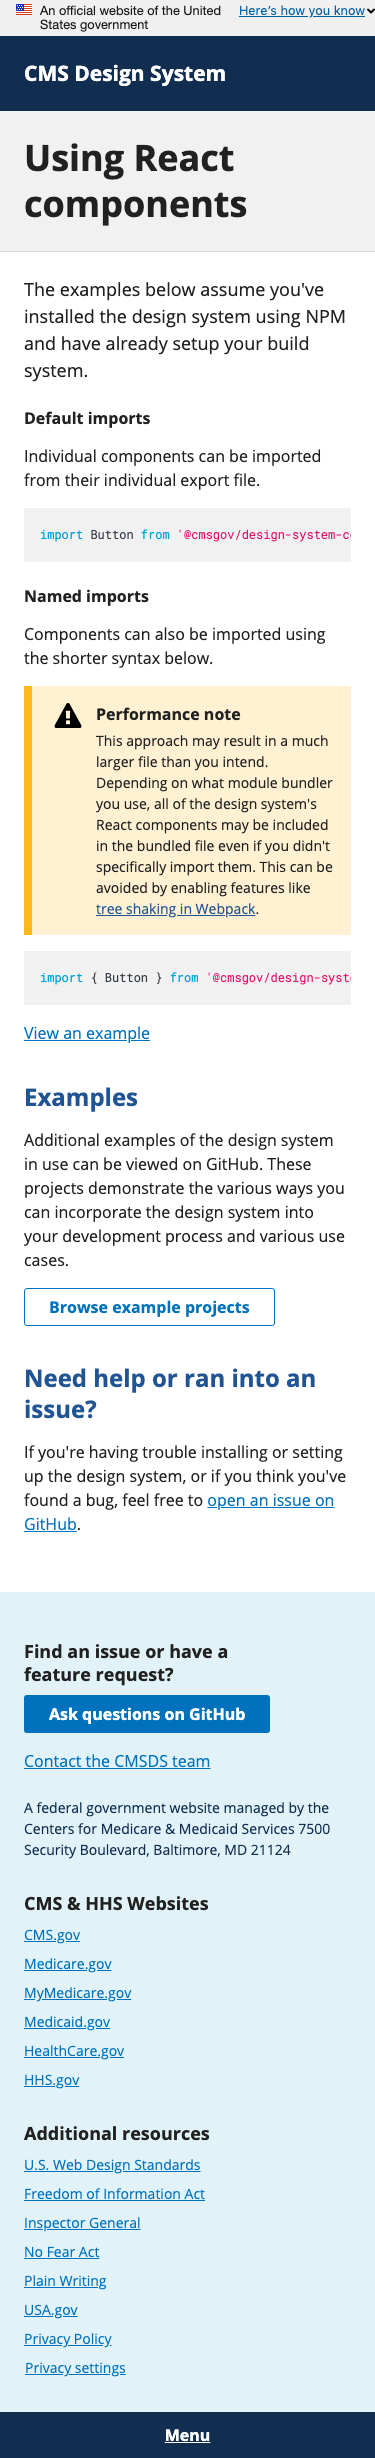 An official website of the United
States government
Here's how you know
CMS Design System
Using React
components
The examples below assume you've
installed the design system using NPM
and have already setup your build
system.
Default imports
Individual components can be imported
from their individual export file.
import Button from '@cmsgov/design-system-c
Named imports
Components can also be imported using
the shorter syntax below.
Performance note
This approach may result in a much
larger file than you intend.
Depending on what module bundler
you use, all of the design system's
React components may be included
in the bundled file even if you didn't
specifically import them. This can be
avoided by enabling features like
tree shaking in Webpack.
import { Button } from '@cmsgov/design-syst
View an example
Examples
Additional examples of the design system
in use can be viewed on GitHub. These
projects demonstrate the various ways you
can incorporate the design system into
your development process and various use
cases.
Browse example projects
Need help or ran into an
issue?
If you're having trouble installing or setting
up the design system, or if you think you've
found a bug, feel free to open an issue on
GitHub.
Find an issue or have a
feature request?
Ask questions on GitHub
Contact the CMSDS team
A federal government website managed by the
Centers for Medicare & Medicaid Services 7500
Security Boulevard, Baltimore, MD 21124
CMS & HHS Websites
CMS.gov
Medicare.gov
MyMedicare.gov
Medicaid.gov
HealthCare.gov
HHS.gov
Additional resources
U.S. Web Design Standards
Freedom of Information Act
Inspector General
No Fear Act
Plain Writing
USA.gov
Privacy Policy
Privacy settings
Menu